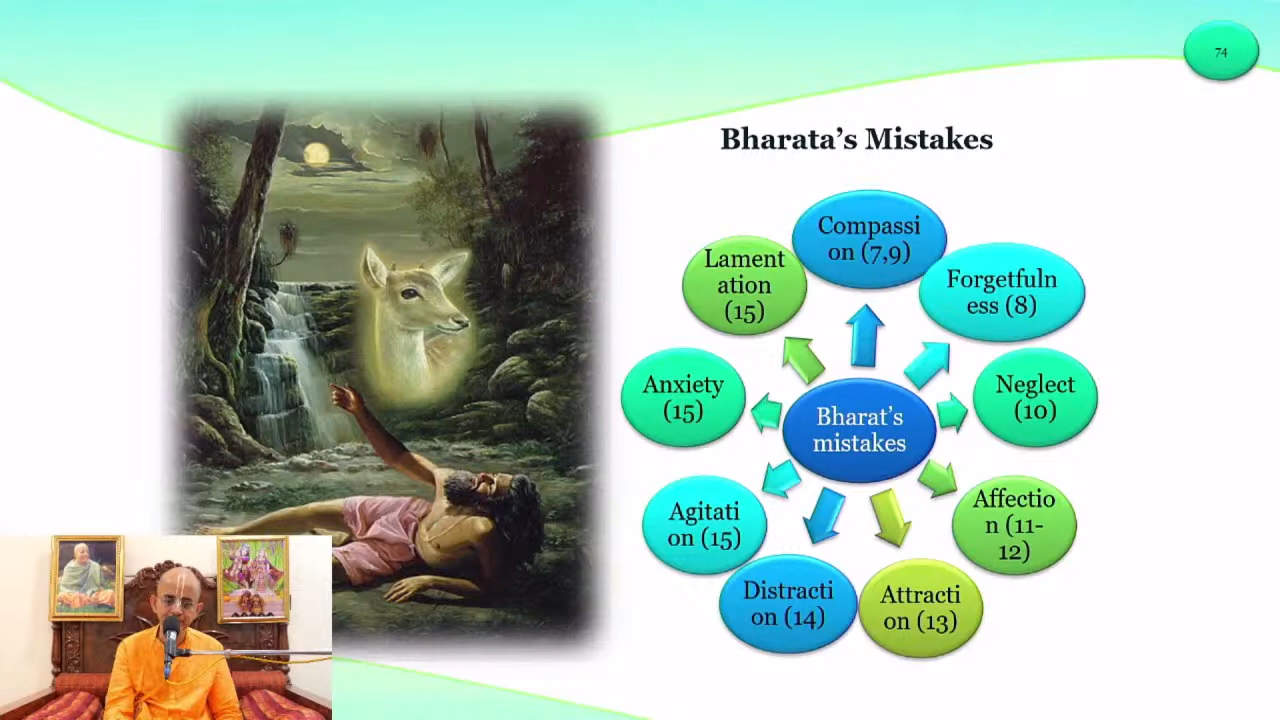 74
Bharata’s Mistakes
Compassi
on (7,9)
Forgetfuln
ess (8)
Neglect
(10)
Affectio
n (11-
12)
Attracti
on (13)
Distracti
on (14)
Agitati
on (15)
Anxiety
(15)
Lament
ation
(15)
Bharat’s
mistakes